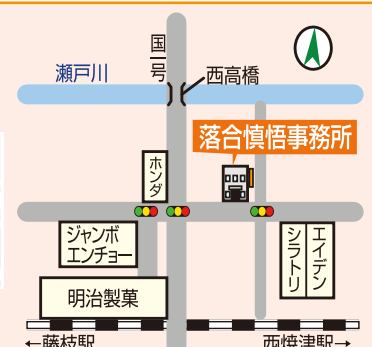 国一号
瀬戸川
西高橋
落合慎悟事務所
ホンダ
ジャンボ
エンチョー
エイデン
シラトリ
明治製菓
←藤枝駅
西焼津駅→